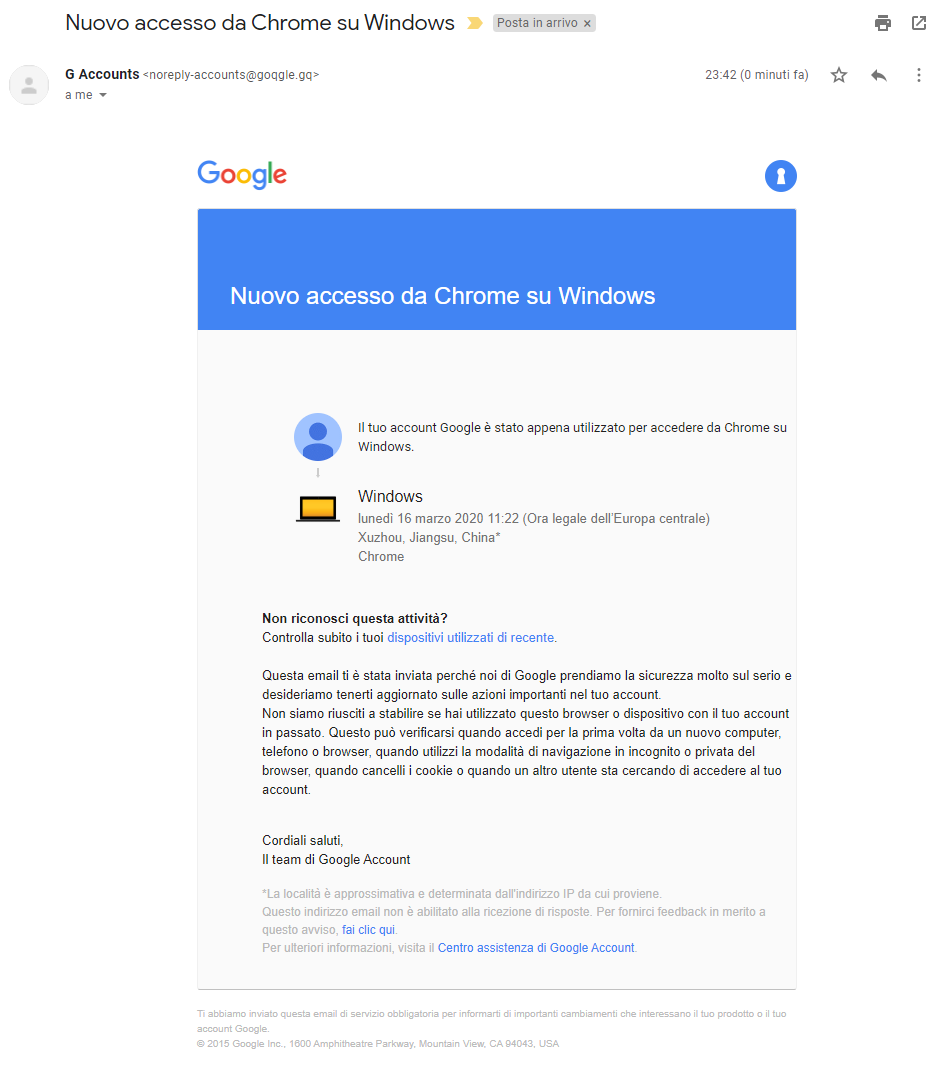 Nuovo accesso da Chrome su Windows
Posta in arrivo ×
G Accounts <noreply-accounts@goqgle.gq>
23:42 (0 minuti fa)
a me
Google
Nuovo accesso da Chrome su Windows
Il tuo account Google è stato appena utilizzato per accedere da Chrome su
Windows.
Windows
lunedì 16 marzo 2020 11:22 (Ora legale dell'Europa centrale)
Xuzhou, Jiangsu, China*
Chrome
Non riconosci questa attività?
Controlla subito i tuoi dispositivi utilizzati di recente.
Questa email ti è stata inviata perché noi di Google prendiamo la sicurezza molto sul serio e
desideriamo tenerti aggiornato sulle azioni importanti nel tuo account.
Non siamo riusciti a stabilire se hai utilizzato questo browser o dispositivo con il tuo account
in passato. Questo può verificarsi quando accedi per la prima volta da un nuovo computer,
telefono o browser, quando utilizzi la modalità di navigazione in incognito o privata del
browser, quando cancelli i cookie o quando un altro utente sta cercando di accedere al tuo
account.
Cordiali saluti,
Il team di Google Account
*La località è approssimativa e determinata dall'indirizzo IP da cui proviene.
Questo indirizzo email non è abilitato alla ricezione di risposte. Per fornirci feedback in merito a
questo avviso, fai clic qui.
Per ulteriori informazioni, visita il Centro assistenza di Google Account.
Ti abbiamo inviato questa email di servizio obbligatoria per informarti di importanti cambiamenti che interessano il tuo prodotto o il tuo
account Google.
© 2015 Google Inc., 1600 Amphitheatre Parkway, Mountain View, CA 94043, USA